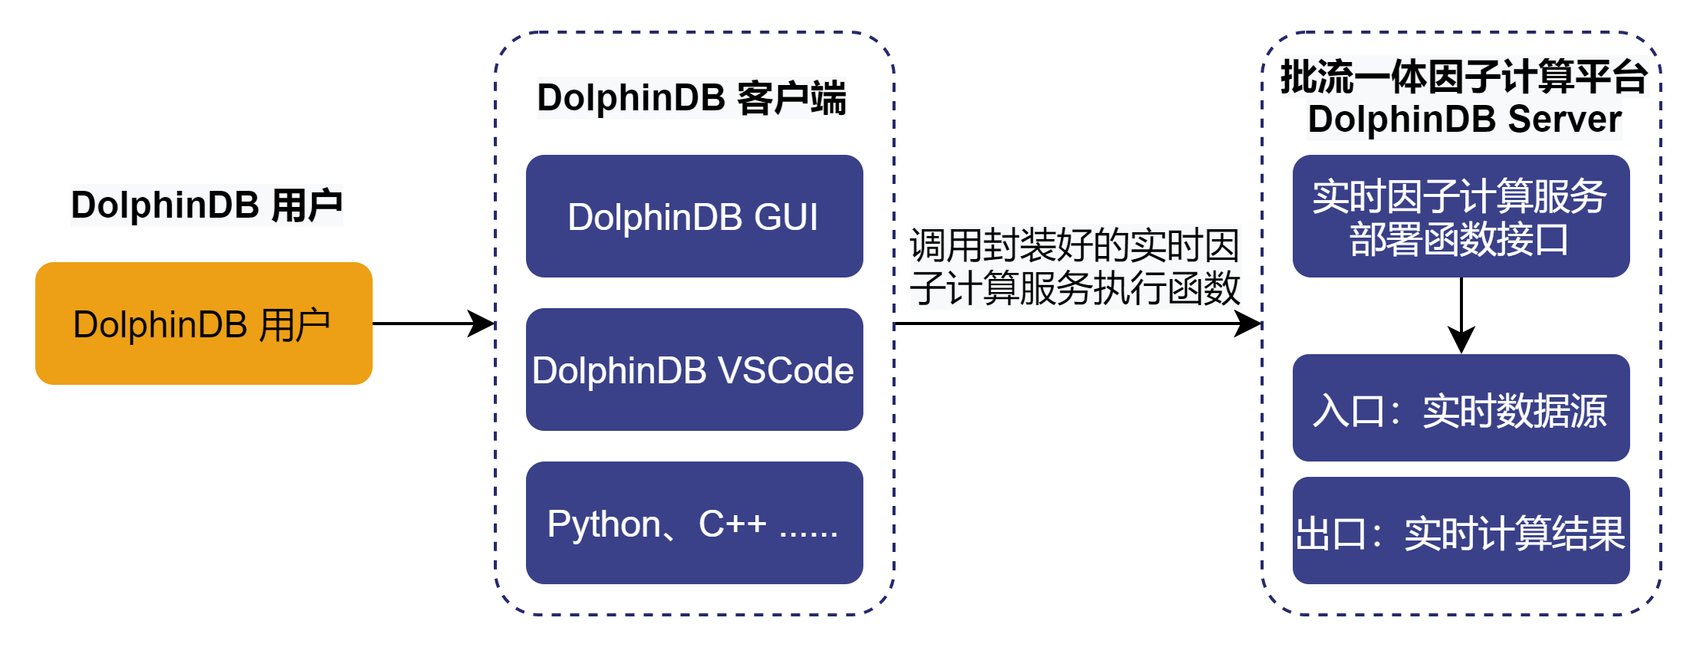 DolphinDB 用户
DolphinDB 用户
DolphinDB 客户端
DolphinDB GUI
DolphinDB VSCode
Python、C++ ......
调用封装好的实时因
子计算服务执行函数
批流一体因子计算平台
DolphinDB Server
实时因子计算服务
部署函数接口
入口：实时数据源
出口：实时计算结果